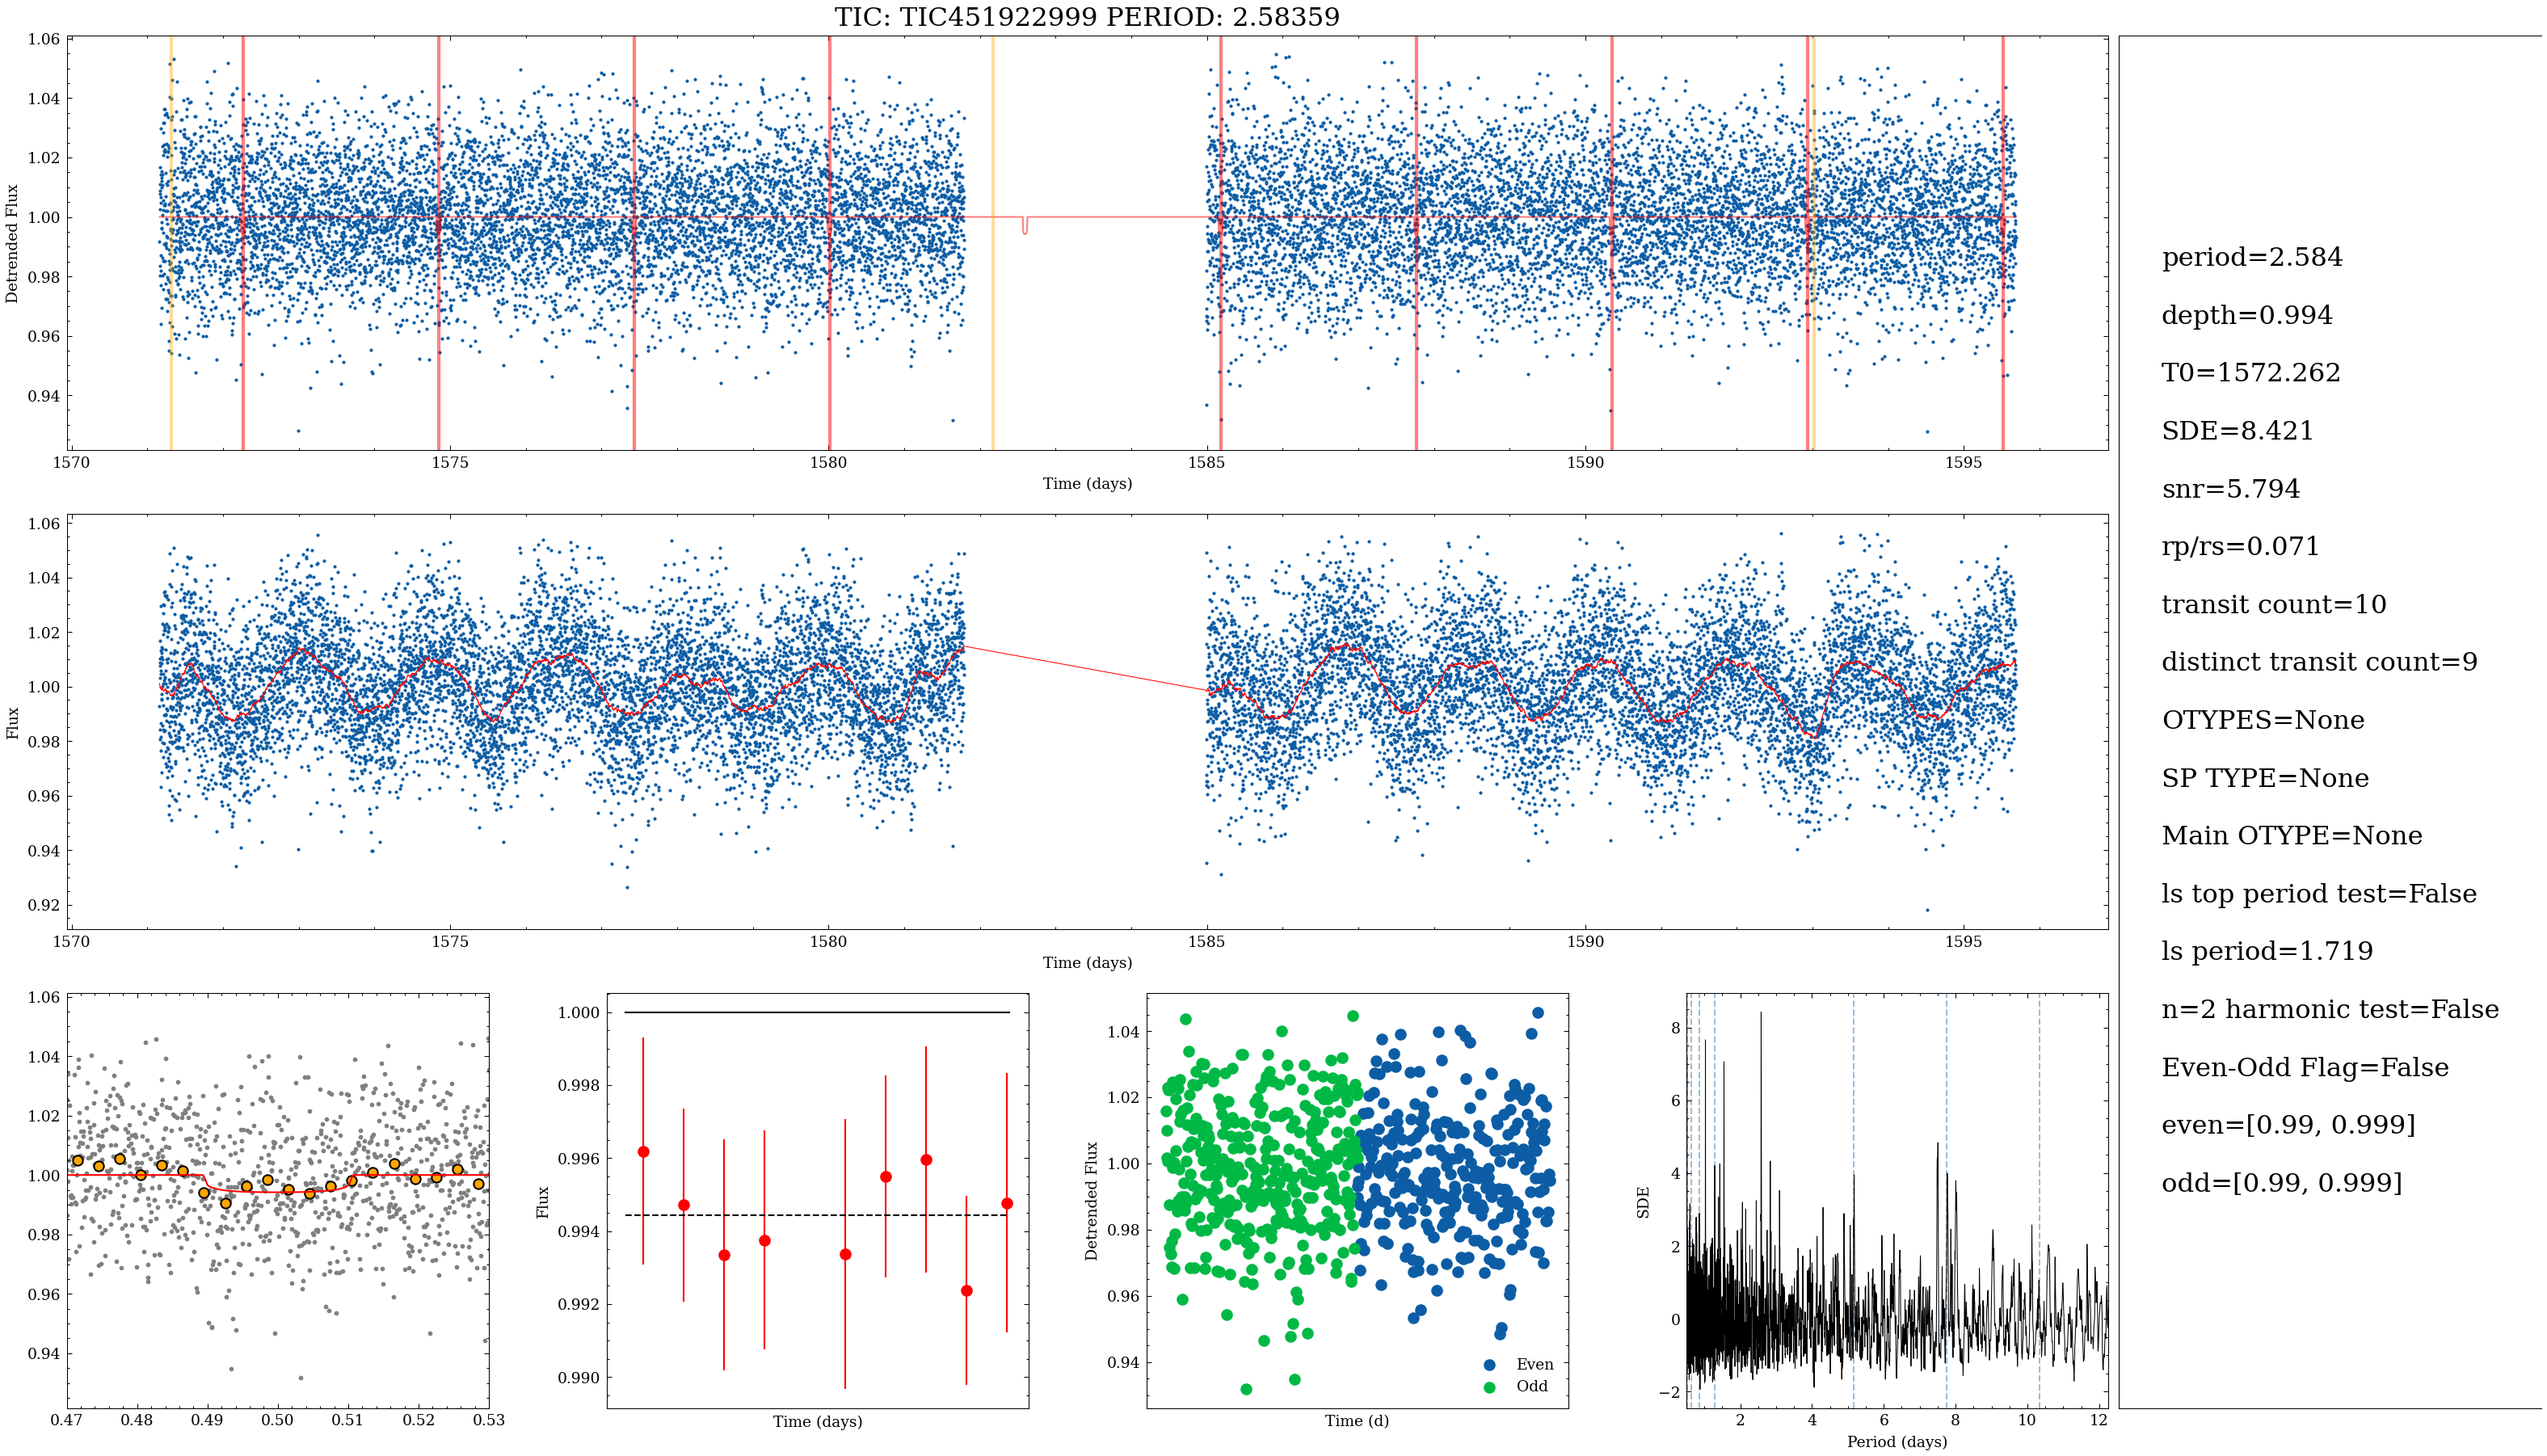 TIC: TIC451922999 PERIOD: 2.58359
1.06
1.04
1.02
1.00
0.98
0.96
0.94
Detrended Flux
1570
1575
1580
1585
1590
1595
Time (days)
1.06
1.04
1.02
1.00
0.98
0.96
0.94
0.92
Flux
1570
1575
1580
1585
1590
1595
Time (days)
1.06
1.04
1.02
1.00
0.98
0.96
0.94
0.47
0.48
0.49
0.50
0.51
0.52
0.53
1.000
0.998
0.996
0.994
0.992
0.990
Flux
Time (days)
1.04
1.02
1.00
0.98
0.96
0.94
Detrended Flux
Even
Odd
Time (d)
8
6
4
2
0
−2
SDE
2
4
6
8
10
12
Period (days)
period=2.584
depth=0.994
T0=1572.262
SDE=8.421
snr=5.794
rp/rs=0.071
transit count=10
distinct transit count=9
OTYPES=None
SP TYPE=None
Main OTYPE=None
ls top period test=False
ls period=1.719
n=2 harmonic test=False
Even-Odd Flag=False
even=[0.99, 0.999]
odd=[0.99, 0.999]